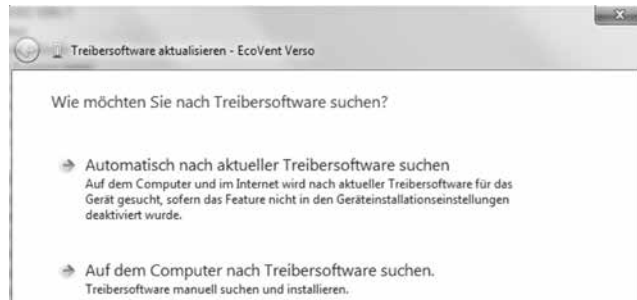 Treibersoftware aktualisieren - EcoVent Verso
Wie möchten Sie nach Treibersoftware suchen?
Automatisch nach aktueller Treibersoftware suchen
Auf dem Computer und im Internet wird nach aktueller Treibersoftware für das
Gerät gesucht, sofern das Feature nicht in den Geräteinstallationseinstellungen
deaktiviert wurde.
Auf dem Computer nach Treibersoftware suchen.
Treibersoftware manuell suchen und installieren.